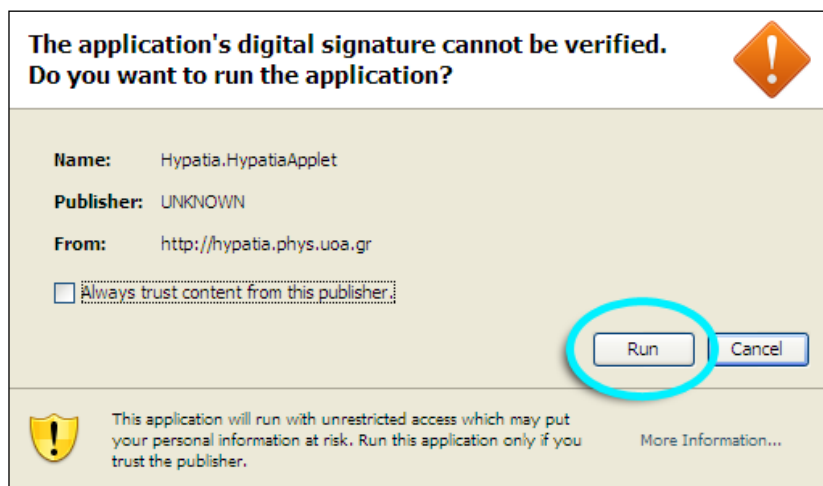 The application's digital signature cannot be verified.
Do you want to run the application?
Name: Hypatia.HypatiaApplet
Publisher: UNKNOWN
From: http://hypatia.phys.uoa.gr
Always trust content from this publisher.
Run Cancel
This application will run with unrestricted access which may put
your personal information at risk. Run this application only if you
trust the publisher.
More Information...